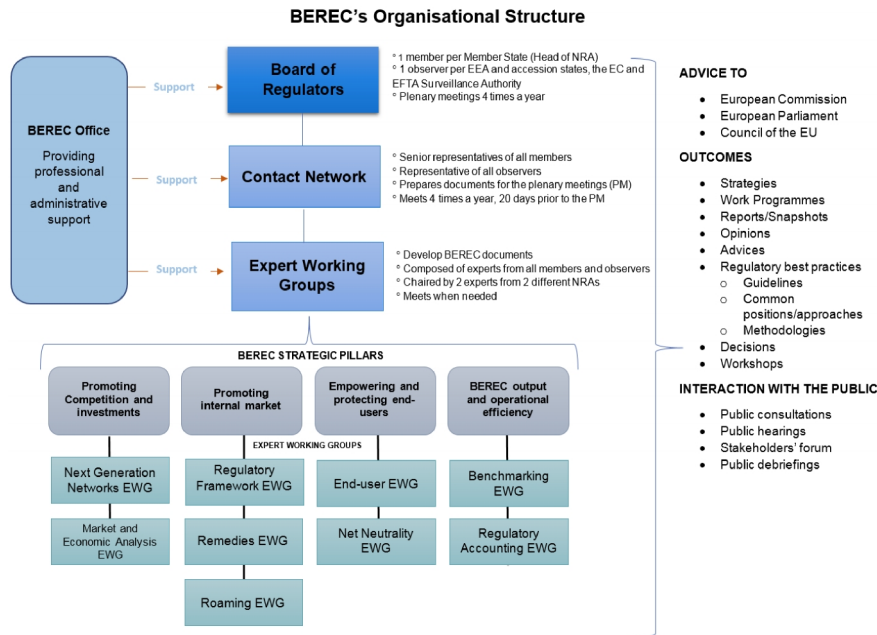 BEREC's Organisational Structure
BEREC Office
Providing
professional
and
administrative
support
Support
Support
Support
Board of
Regulators
° 1 member per Member State (Head of NRA)
° 1 observer per EEA and accession states, the EC and
EFTA Surveillance Authority
° Plenary meetings 4 times a year
Contact Network
° Senior representatives of all members
° Representative of all observers
° Prepares documents for the plenary meetings (PM)
° Meets 4 times a year, 20 days prior to the PM
Expert Working
Groups
° Develop BEREC documents
° Composed of experts from all members and observers
° Chaired by 2 experts from 2 different NRAs
° Meets when needed
BEREC STRATEGIC PILLARS
Promoting
Competition and
investments
Promoting
internal market
Empowering and
protecting end-
users
BEREC output
and operational
efficiency
EXPERT WORKING GROUPS
Next Generation
Networks EWG
Market and
Economic Analysis
EWG
Regulatory
Framework EWG
Remedies EWG
Roaming EWG
End-user EWG
Net Neutrality
EWG
Benchmarking
EWG
Regulatory
Accounting EWG
ADVICE TO
• European Commission
• European Parliament
• Council of the EU
OUTCOMES
• Strategies
• Work Programmes
• Reports/Snapshots
• Opinions
• Advices
• Regulatory best practices
o Guidelines
o Common
positions/approaches
o Methodologies
• Decisions
• Workshops
INTERACTION WITH THE PUBLIC
• Public consultations
• Public hearings
• Stakeholders' forum
• Public debriefings